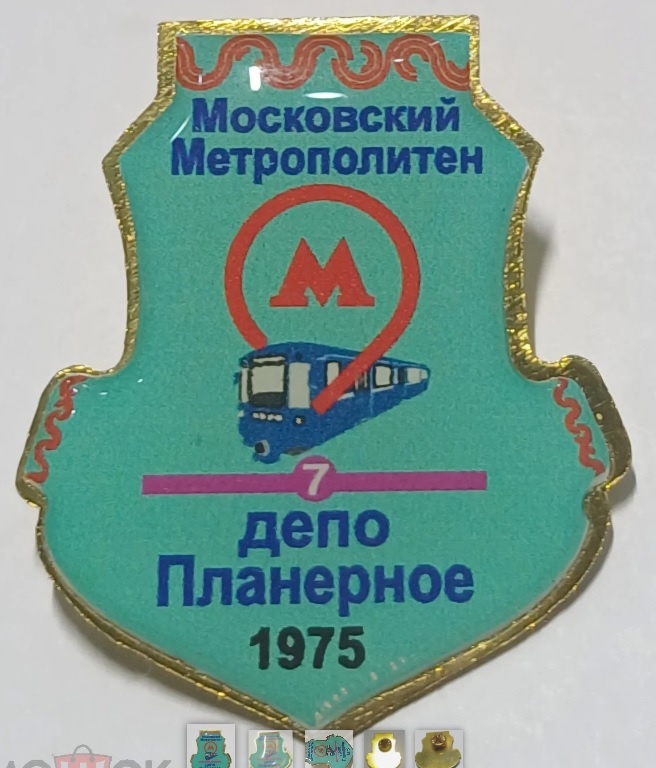 Московский
Метрополитен
М
7
депо
Планерное
1975